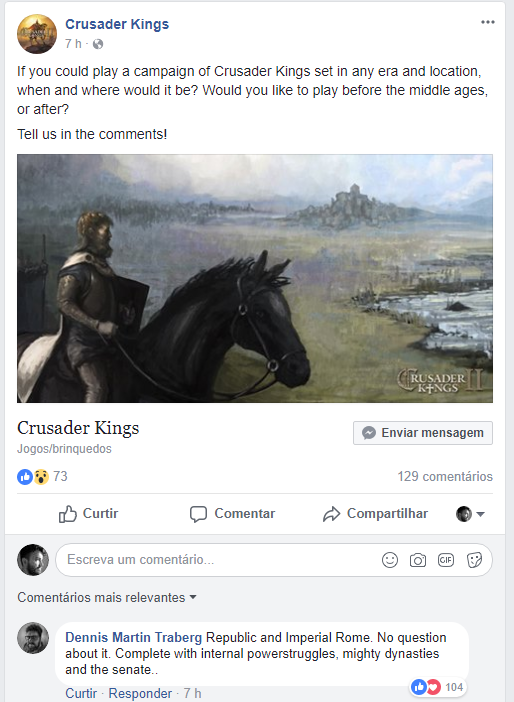 Crusader Kings
7 h ·
If you could play a campaign of Crusader Kings set in any era and location,
when and where would it be? Would you like to play before the middle ages,
or after?
Tell us in the comments!
CRUSADER II
KINGS
Crusader Kings
Enviar mensagem
Jogos/brinquedos
73
129 comentários
Curtir
Comentar
Compartilhar
Escreva um comentário...
GIF
Comentários mais relevantes
Dennis Martin Traberg Republic and Imperial Rome. No question
about it. Complete with internal powerstruggles, mighty dynasties
and the senate..
104
Curtir · Responder · 7 h